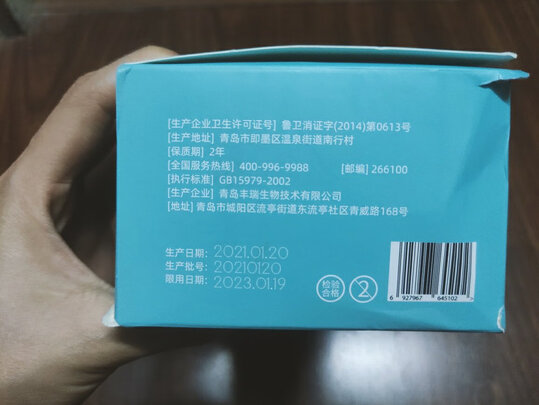 [生产企业卫生许可证号] 鲁卫消证字(2014)第0613号
[生产地址] 青岛市即墨区温泉街道南行村
[保质期] 2年
[全国服务热线] 400-996-9988 [邮编] 266100
[执行标准] GB15979-2002
[生产企业] 青岛丰瑞生物技术有限公司
[地址] 青岛市城阳区流亭街道东流亭社区青威路168号
生产日期: 2021.01.20
生产批号: 20210120
限用日期: 2023.01.19
检验
合格
2
6 927967 645102